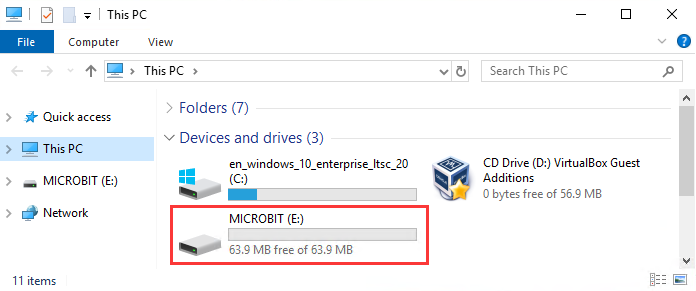 This PC
File
Computer
View
This PC
Search This PC
Quick access
This PC
MICROBIT (E:)
Network
Folders (7)
Devices and drives (3)
en_windows_10_enterprise_ltsc_20
(C:)
CD Drive (D:) VirtualBox Guest
Additions
0 bytes free of 56.9 MB
MICROBIT (E:)
63.9 MB free of 63.9 MB
11 items